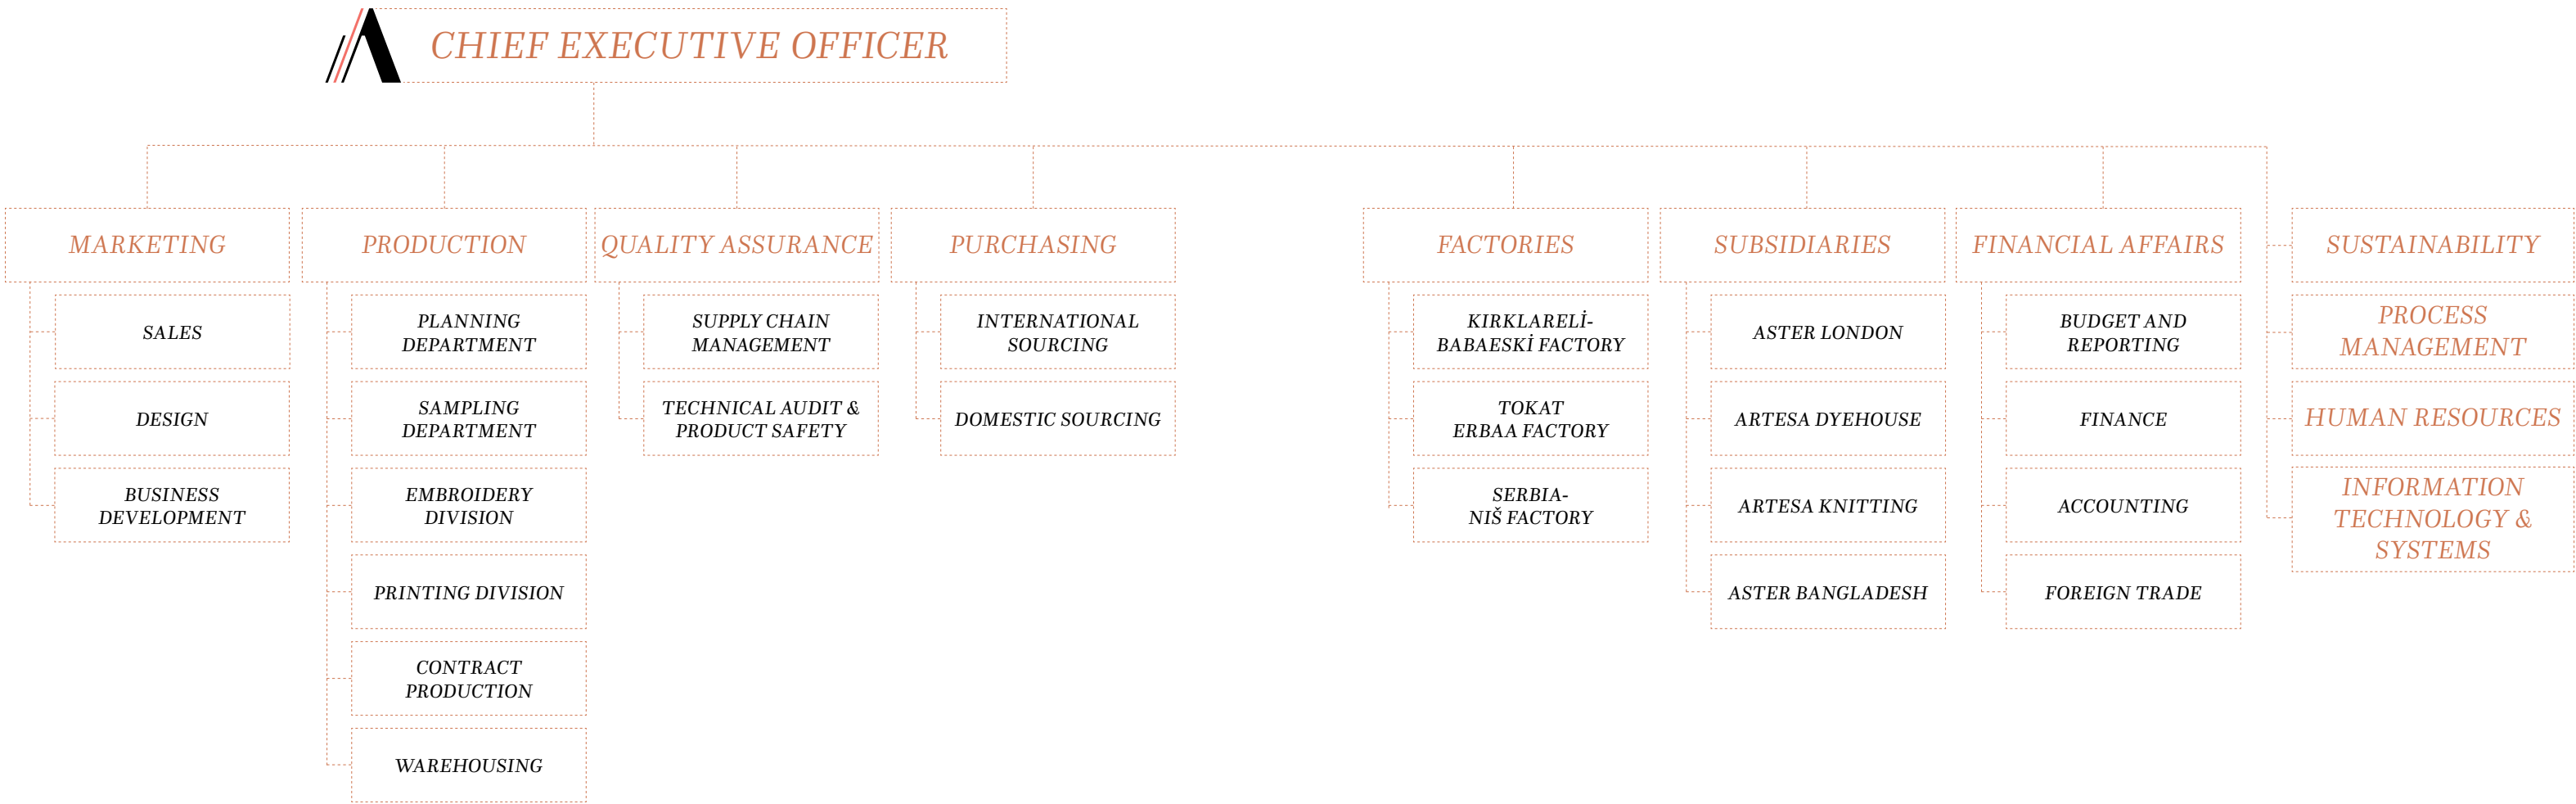 CHIEF EXECUTIVE OFFICER
MARKETING
SALES
DESIGN
BUSINESS
DEVELOPMENT
PRODUCTION
PLANNING
DEPARTMENT
SAMPLING
DEPARTMENT
EMBROIDERY
DIVISION
PRINTING DIVISION
CONTRACT
PRODUCTION
WAREHOUSING
QUALITY ASSURANCE
SUPPLY CHAIN
MANAGEMENT
TECHNICAL AUDIT &
PRODUCT SAFETY
PURCHASING
INTERNATIONAL
SOURCING
DOMESTIC SOURCING
FACTORIES
KIRKLARELİ-
BABAESKİ FACTORY
TOKAT
ERBAA FACTORY
SERBIA-
NIŠ FACTORY
SUBSIDIARIES
ASTER LONDON
ARTESA DYEHOUSE
ARTESA KNITTING
ASTER BANGLADESH
FINANCIAL AFFAIRS
BUDGET AND
REPORTING
FINANCE
ACCOUNTING
FOREIGN TRADE
SUSTAINABILITY
PROCESS
MANAGEMENT
HUMAN RESOURCES
INFORMATION
TECHNOLOGY &
SYSTEMS